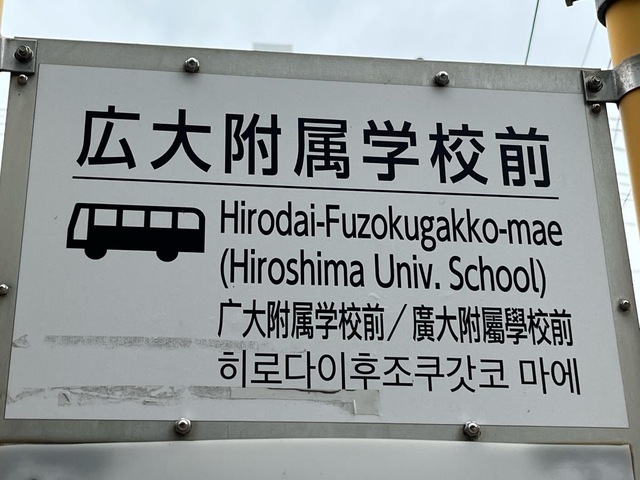 広大附属学校前
Hirodai-Fuzokugakko-mae
(Hiroshima Univ. School)
广大附属学校前／廣大附屬學校前
히로다이후조쿠갓코 마에